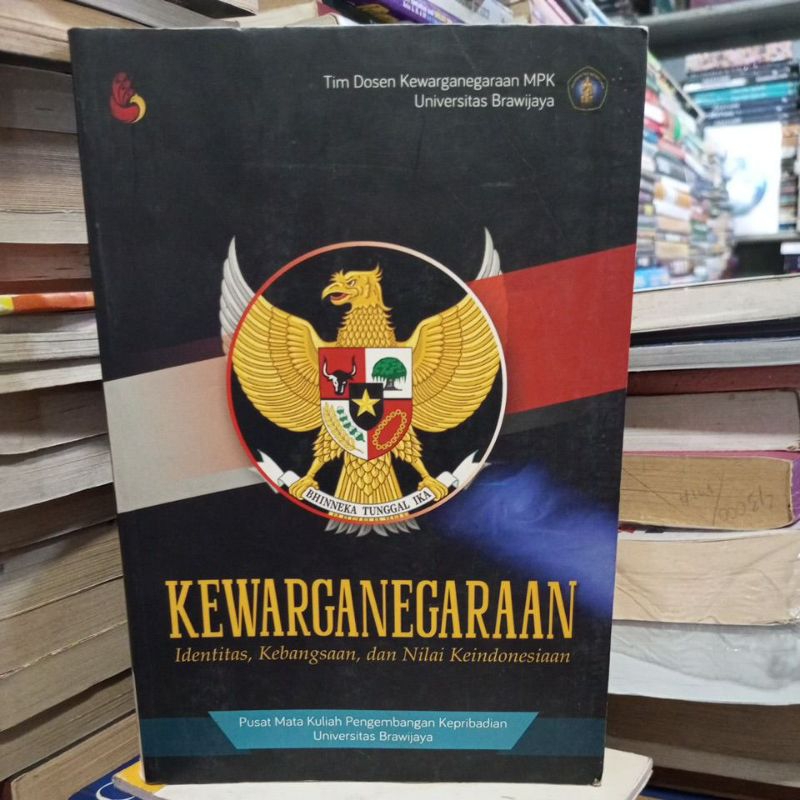 Tim Dosen Kewarganegaraan MPK
Universitas Brawijaya
BHINNEKA TUNGGAL IKA
KEWARGANEGARAAN
Identitas, Kebangsaan, dan Nilai Keindonesiaan
Pusat Mata Kuliah Pengembangan Kepribadian
Universitas Brawijaya